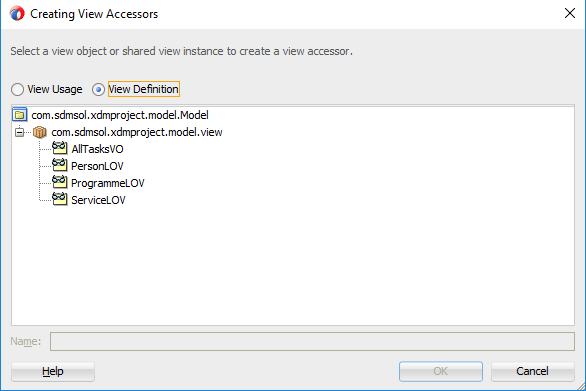 Creating View Accessors
Select a view object or shared view instance to create a view accessor.
View Usage View Definition
com.sdmsol.xdmproject.model.Model
com.sdmsol.xdmproject.model.view
AllTasksVO
PersonLOV
ProgrammeLOV
ServiceLOV
Name:
Help OK Cancel